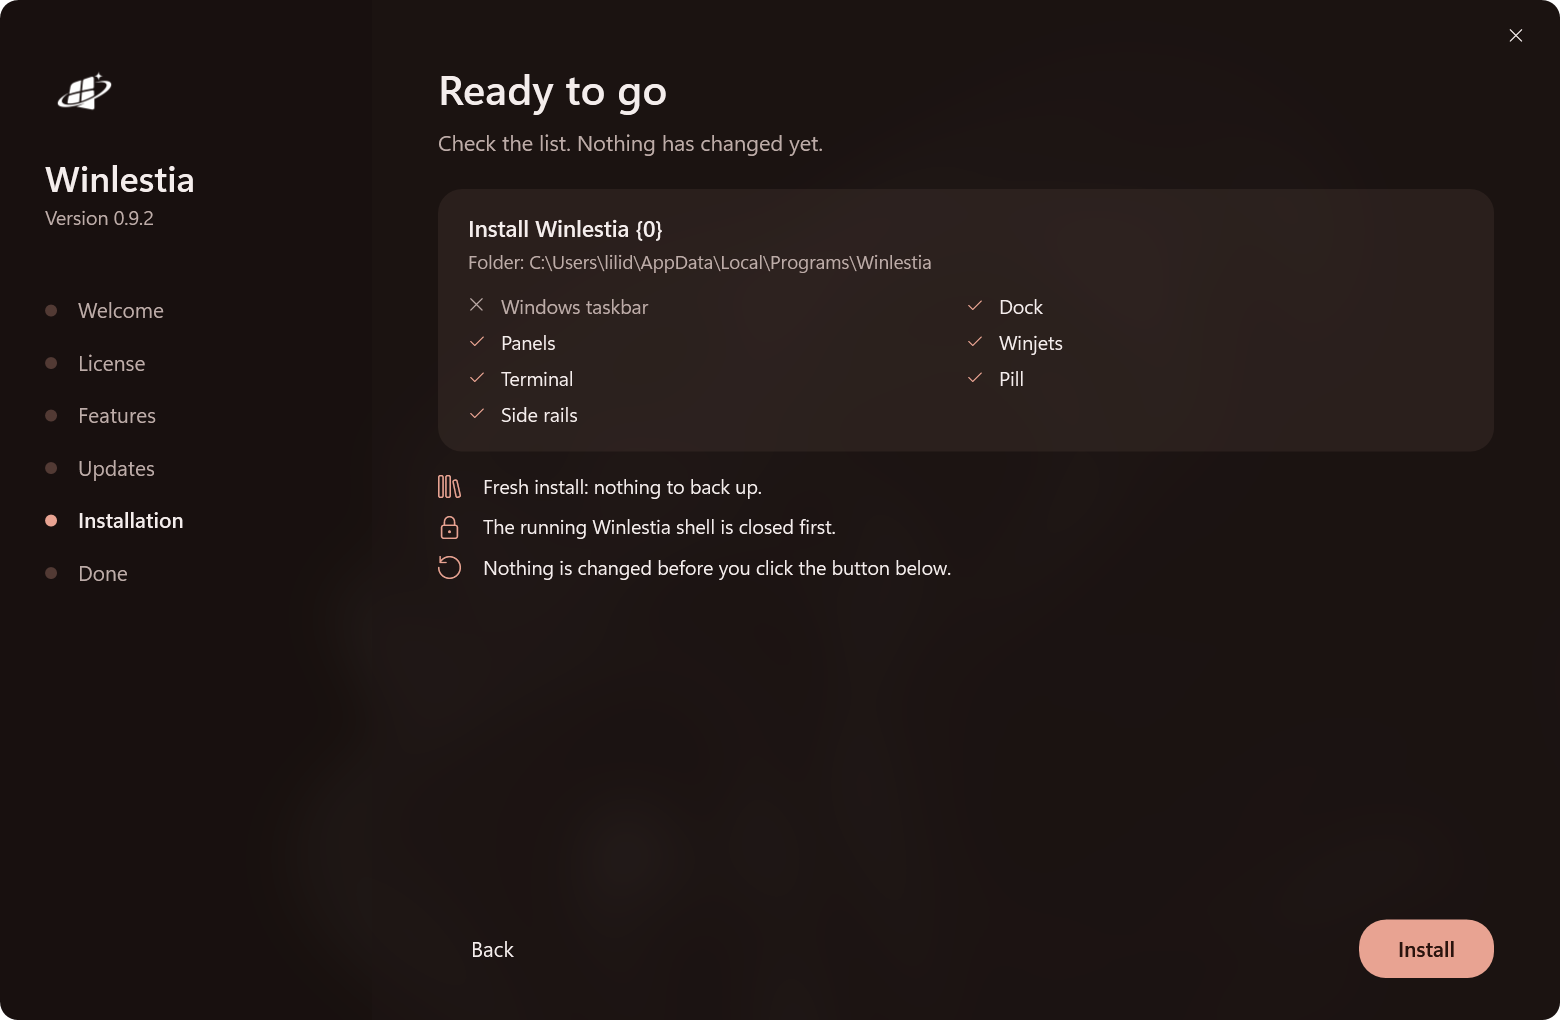 Winlestia
Version 0.9.2
Welcome
License
Features
Updates
Installation
Done
Ready to go
Check the list. Nothing has changed yet.
Install Winlestia {0}
Folder: C:\Users\lilid\AppData\Local\Programs\Winlestia
Windows taskbar
Dock
Panels
Winjets
Terminal
Pill
Side rails
Fresh install: nothing to back up.
The running Winlestia shell is closed first.
Nothing is changed before you click the button below.
Back
Install